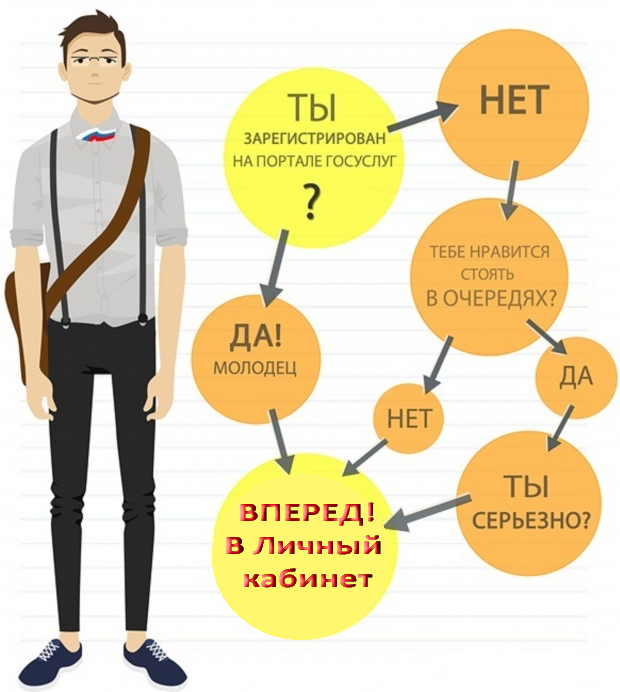 ТЫ
ЗАРЕГИСТРИРОВАН
НА ПОРТАЛЕ ГОСУСЛУГ
?
НЕТ
ТЕБЕ НРАВИТСЯ
СТОЯТЬ
В ОЧЕРЕДЯХ?
ДА!
МОЛОДЕЦ
НЕТ
ДА
ТЫ
СЕРЬЕЗНО?
ВПЕРЕД!
В Личный
кабинет